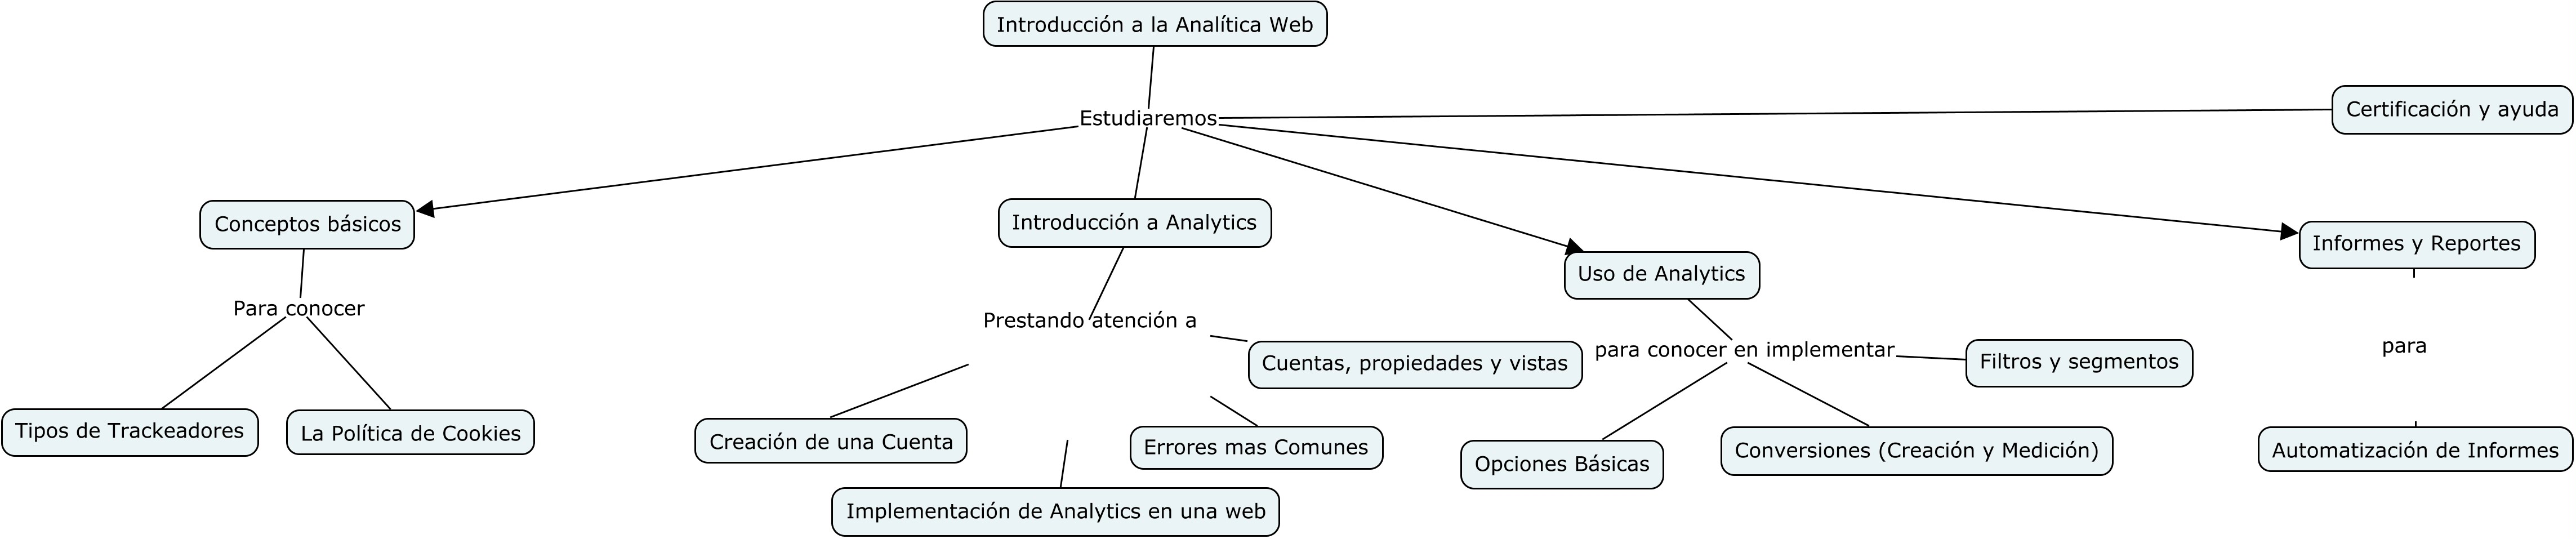 Introducción a la Analítica Web
Estudiaremos
Certificación y ayuda
Conceptos básicos
Introducción a Analytics
Uso de Analytics
Informes y Reportes
Para conocer
Prestando atención a
para conocer en implementar
para
Cuentas, propiedades y vistas
Filtros y segmentos
Tipos de Trackeadores
La Política de Cookies
Creación de una Cuenta
Errores mas Comunes
Opciones Básicas
Conversiones (Creación y Medición)
Automatización de Informes
Implementación de Analytics en una web